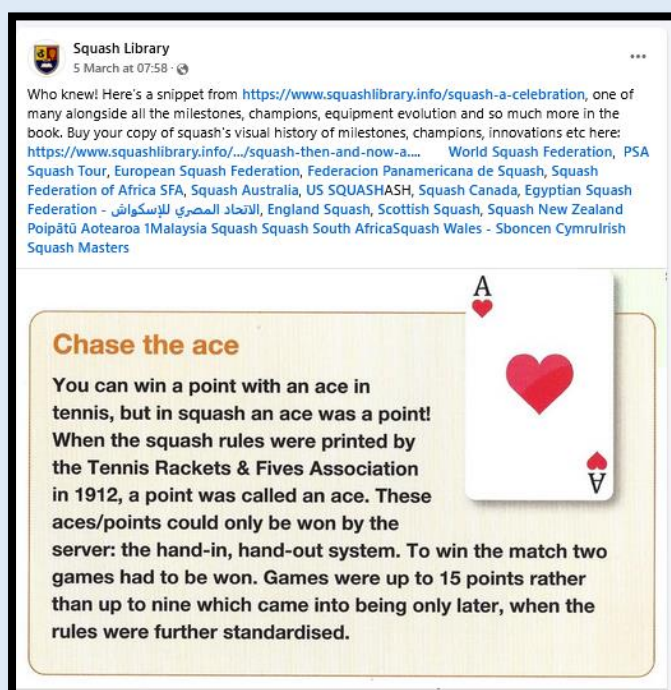 Squash Library
5 March at 07:58 ·
Who knew! Here's a snippet from https://www.squashlibrary.info/squash-a-celebration, one of
many alongside all the milestones, champions, equipment evolution and so much more in the
book. Buy your copy of squash's visual history of milestones, champions, innovations etc here:
https://www.squashlibrary.info/.../squash-then-and-now-a.... World Squash Federation, PSA
Squash Tour, European Squash Federation, Federacion Panamericana de Squash, Squash
Federation of Africa SFA, Squash Australia, US SQUASHASH, Squash Canada, Egyptian Squash
Federation - الاتحاد المصري للإسكواش, England Squash, Scottish Squash, Squash New Zealand
Poipātū Aotearoa 1Malaysia Squash Squash South AfricaSquash Wales - Sboncen CymruIrish
Squash Masters
A
Chase the ace
You can win a point with an ace in
tennis, but in squash an ace was a point!
When the squash rules were printed by
the Tennis Rackets & Fives Association
in 1912, a point was called an ace. These
aces/points could only be won by the
server: the hand-in, hand-out system. To win the match two
games had to be won. Games were up to 15 points rather
than up to nine which came into being only later, when the
rules were further standardised.
A